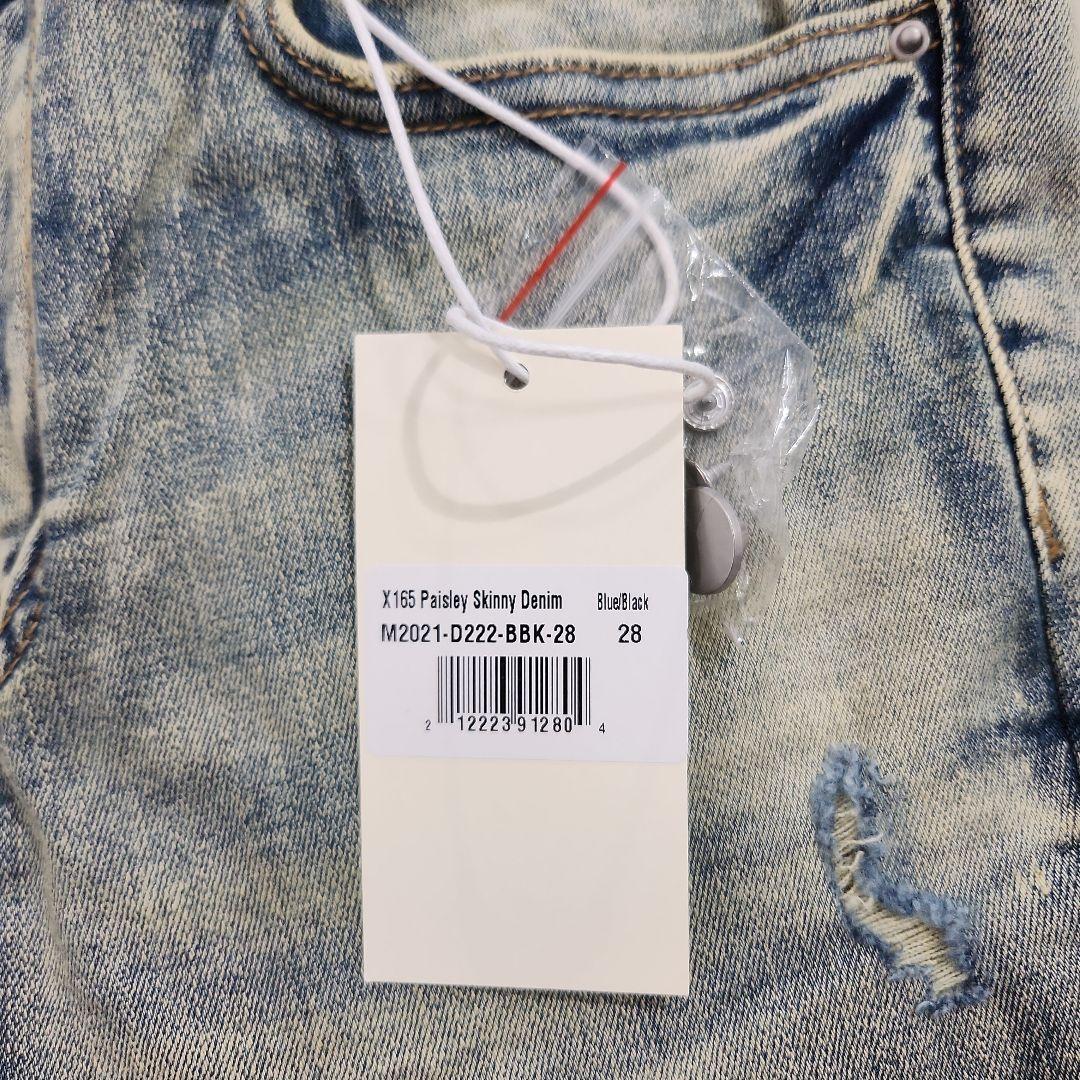 X165 Paisley Skinny Denim Blue/Black
M2021-D222-BBK-28 28
2 12223 91280 4